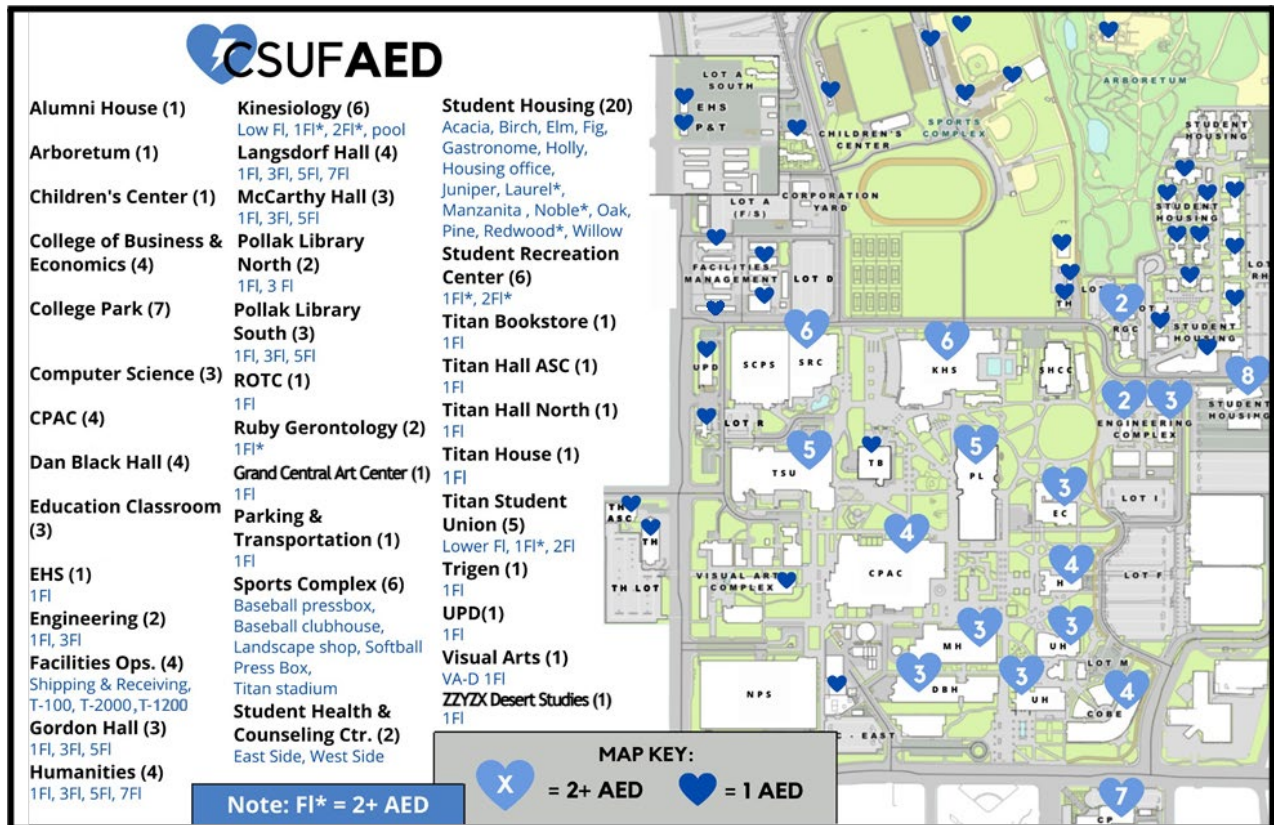 CSUFAED
Alumni House (1)
Arboretum (1)
Children's Center (1)
College of Business &
Economics (4)
College Park (7)
Computer Science (3)
CPAC (4)
Dan Black Hall (4)
Education Classroom
(3)
EHS (1)
1Fl
Engineering (2)
1Fl, 3Fl
Facilities Ops. (4)
Shipping & Receiving,
T-100, T-2000,T-1200
Gordon Hall (3)
1Fl, 3Fl, 5Fl
Humanities (4)
1Fl, 3Fl, 5Fl, 7Fl
Kinesiology (6)
Low Fl, 1Fl*, 2Fl*, pool
Langsdorf Hall (4)
1Fl, 3Fl, 5Fl, 7Fl
McCarthy Hall (3)
1Fl, 3Fl, 5Fl
Pollak Library
North (2)
1Fl, 3 Fl
Pollak Library
South (3)
1Fl, 3Fl, 5Fl
ROTC (1)
1Fl
Ruby Gerontology (2)
1Fl*
Grand Central Art Center (1)
1Fl
Parking &
Transportation (1)
1Fl
Sports Complex (6)
Baseball pressbox,
Baseball clubhouse,
Landscape shop, Softball
Press Box,
Titan stadium
Student Health &
Counseling Ctr. (2)
East Side, West Side
Student Housing (20)
Acacia, Birch, Elm, Fig,
Gastronome, Holly,
Housing office,
Juniper, Laurel*,
Manzanita , Noble*, Oak,
Pine, Redwood*, Willow
Student Recreation
Center (6)
1Fl*, 2Fl*
Titan Bookstore (1)
1Fl
Titan Hall ASC (1)
1Fl
Titan Hall North (1)
1Fl
Titan House (1)
1Fl
Titan Student
Union (5)
Lower Fl, 1Fl*, 2Fl
Trigen (1)
1Fl
UPD(1)
1Fl
Visual Arts (1)
VA-D 1Fl
ZZYZX Desert Studies (1)
1Fl
Note: Fl* = 2+ AED
MAP KEY:
X = 2+ AED
= 1 AED
LOT A
SOUTH
EHS
P&T
ARBORETUM
SPORTS
COMPLEX
CHILDREN'S
CENTER
STUDENT
HOUSING
CORPORATION
YARD
LOT A
(F/S)
STUDENT
HOUSING
FACILITIES
MANAGEMENT
LOT D
TH
2
RGC
STUDENT
HOUSING
6
6
UPD
SCPS
SRC
KHS
SHCC
8
STUDENT
HOUSING
2
3
ENGINEERING
COMPLEX
LOT R
5
TSU
TB
5
PL
3
EC
LOT I
TH
ASC
TH
TH LOT
4
CPAC
VISUAL ART
COMPLEX
4
H
LOT F
3
MH
3
UH
LOT M
3
DBH
3
UH
4
COBE
NPS
- EAST
7
CP